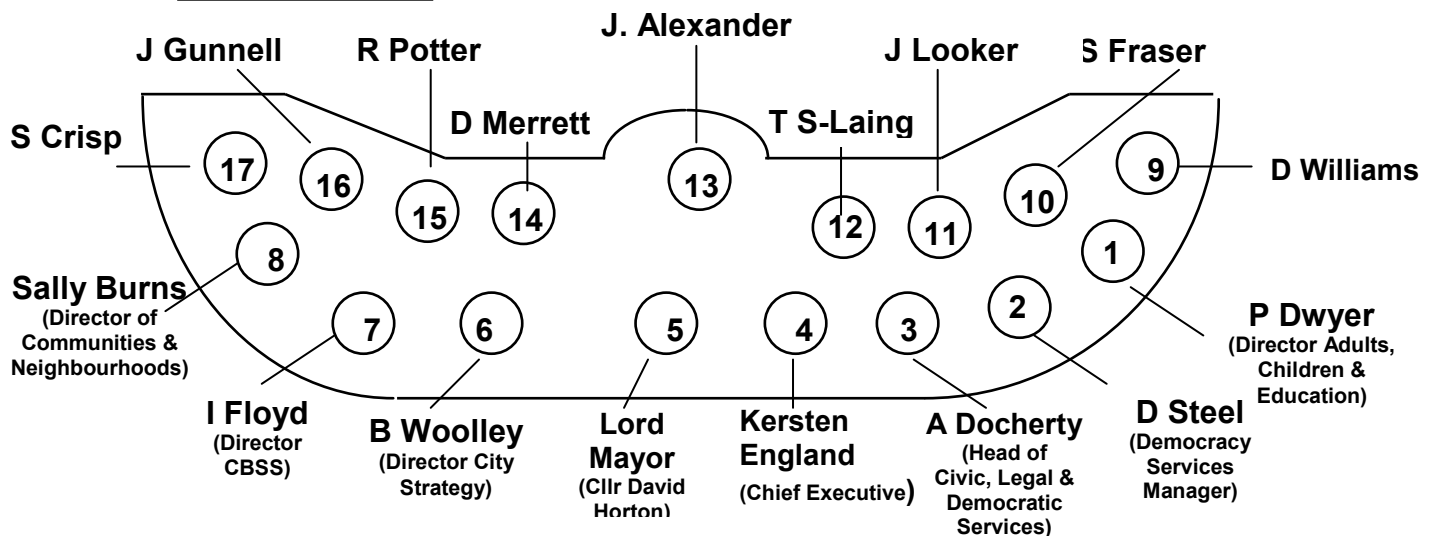 J. Alexander
J Gunnell
R Potter
J Looker
S Fraser
S Crisp
D Merrett
T S-Laing
D Williams
17
16
15
14
13
12
11
10
9
8
7
6
5
4
3
2
1
Sally Burns
(Director of
Communities &
Neighbourhoods)
I Floyd
(Director
CBSS)
B Woolley
(Director City
Strategy)
Lord
Mayor
(Cllr David
Horton)
Kersten
England
(Chief Executive)
A Docherty
(Head of
Civic, Legal &
Democratic
Services)
D Steel
(Democracy
Services
Manager)
P Dwyer
(Director Adults,
Children &
Education)